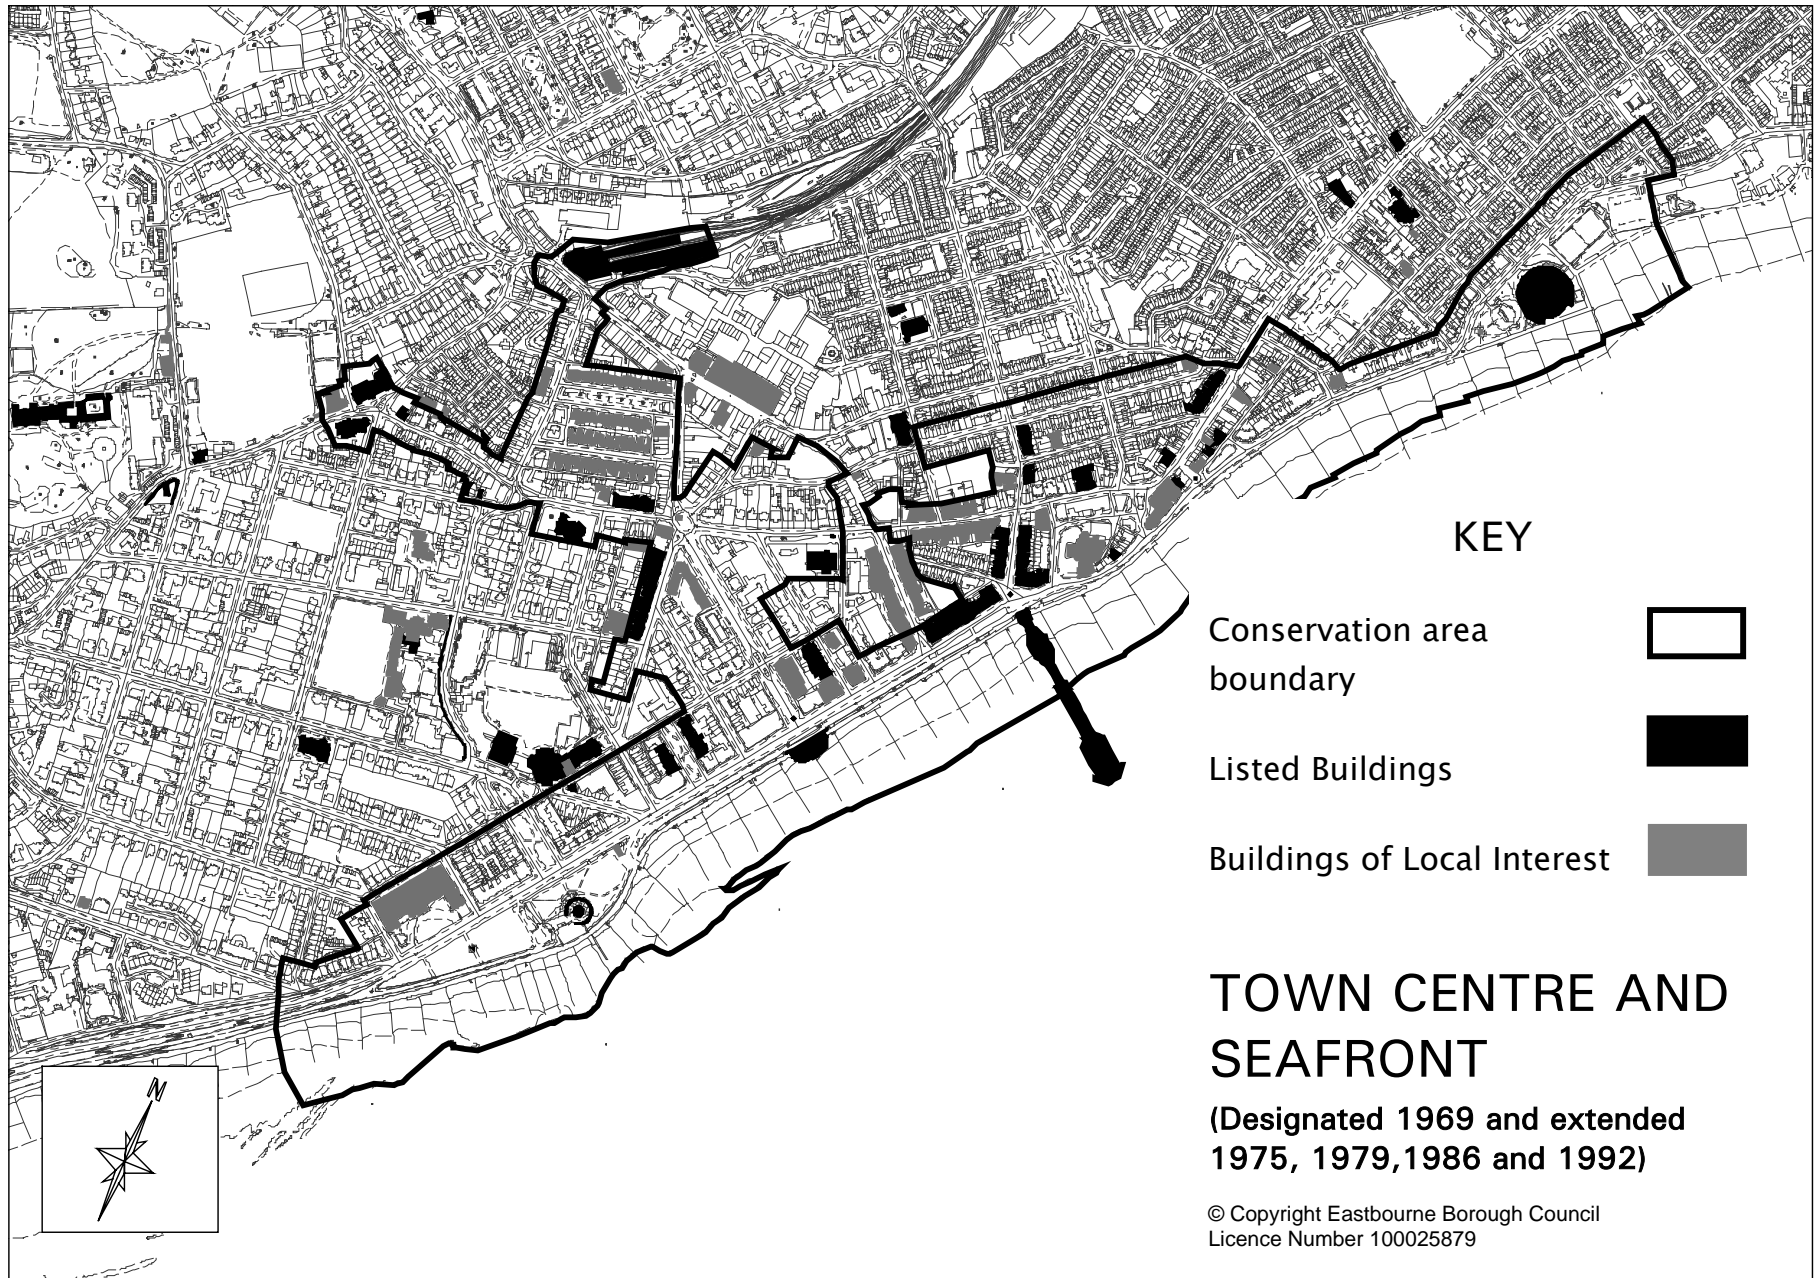 KEY
Conservation area
boundary
Listed Buildings
Buildings of Local Interest
TOWN CENTRE AND
SEAFRONT
(Designated 1969 and extended
1975, 1979,1986 and 1992)
© Copyright Eastbourne Borough Council
Licence Number 100025879
N